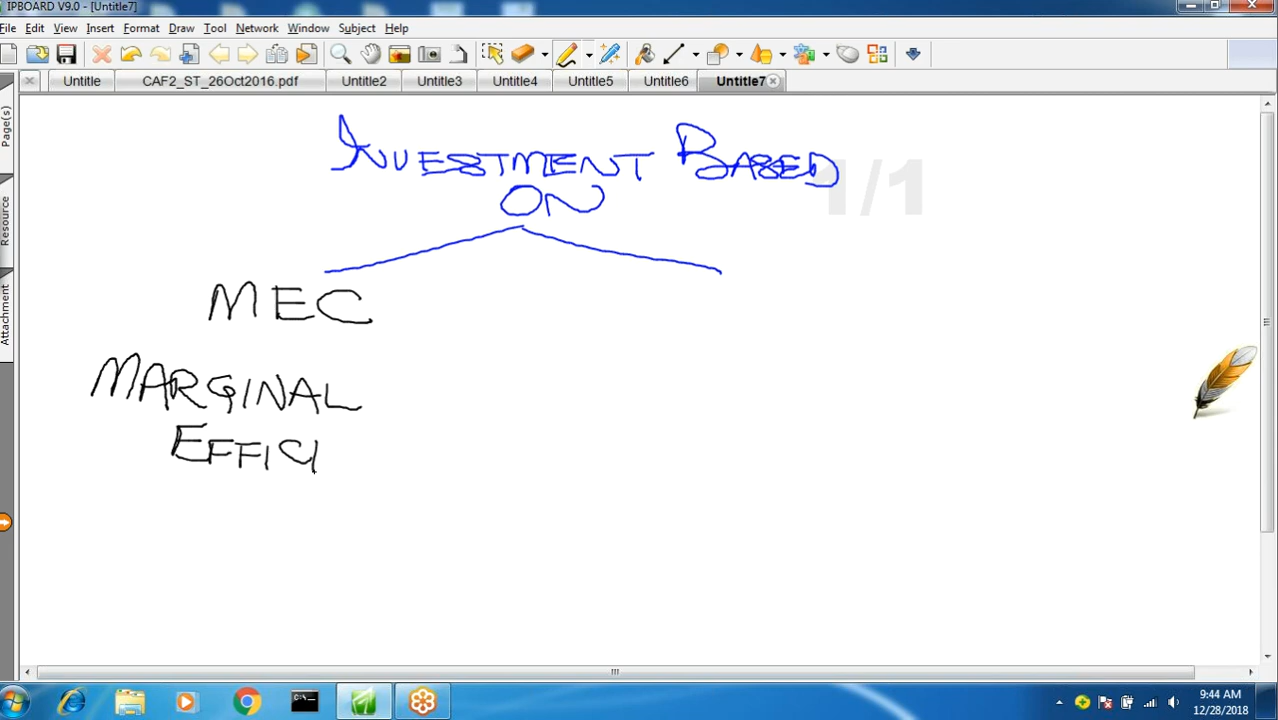 IPBOARD V9.0 - [Untitle7]
File Edit View Insert Format Draw Tool Network Window Subject Help
Untitle CAF2_ST_26Oct2016.pdf Untitle2 Untitle3 Untitle4 Untitle5 Untitle6 Untitle7
Page(s)
Resource
Attachment
INVESTMENT BASED
ON
1/1
MEC
MARGINAL
EFFICI
9:44 AM
12/28/2018